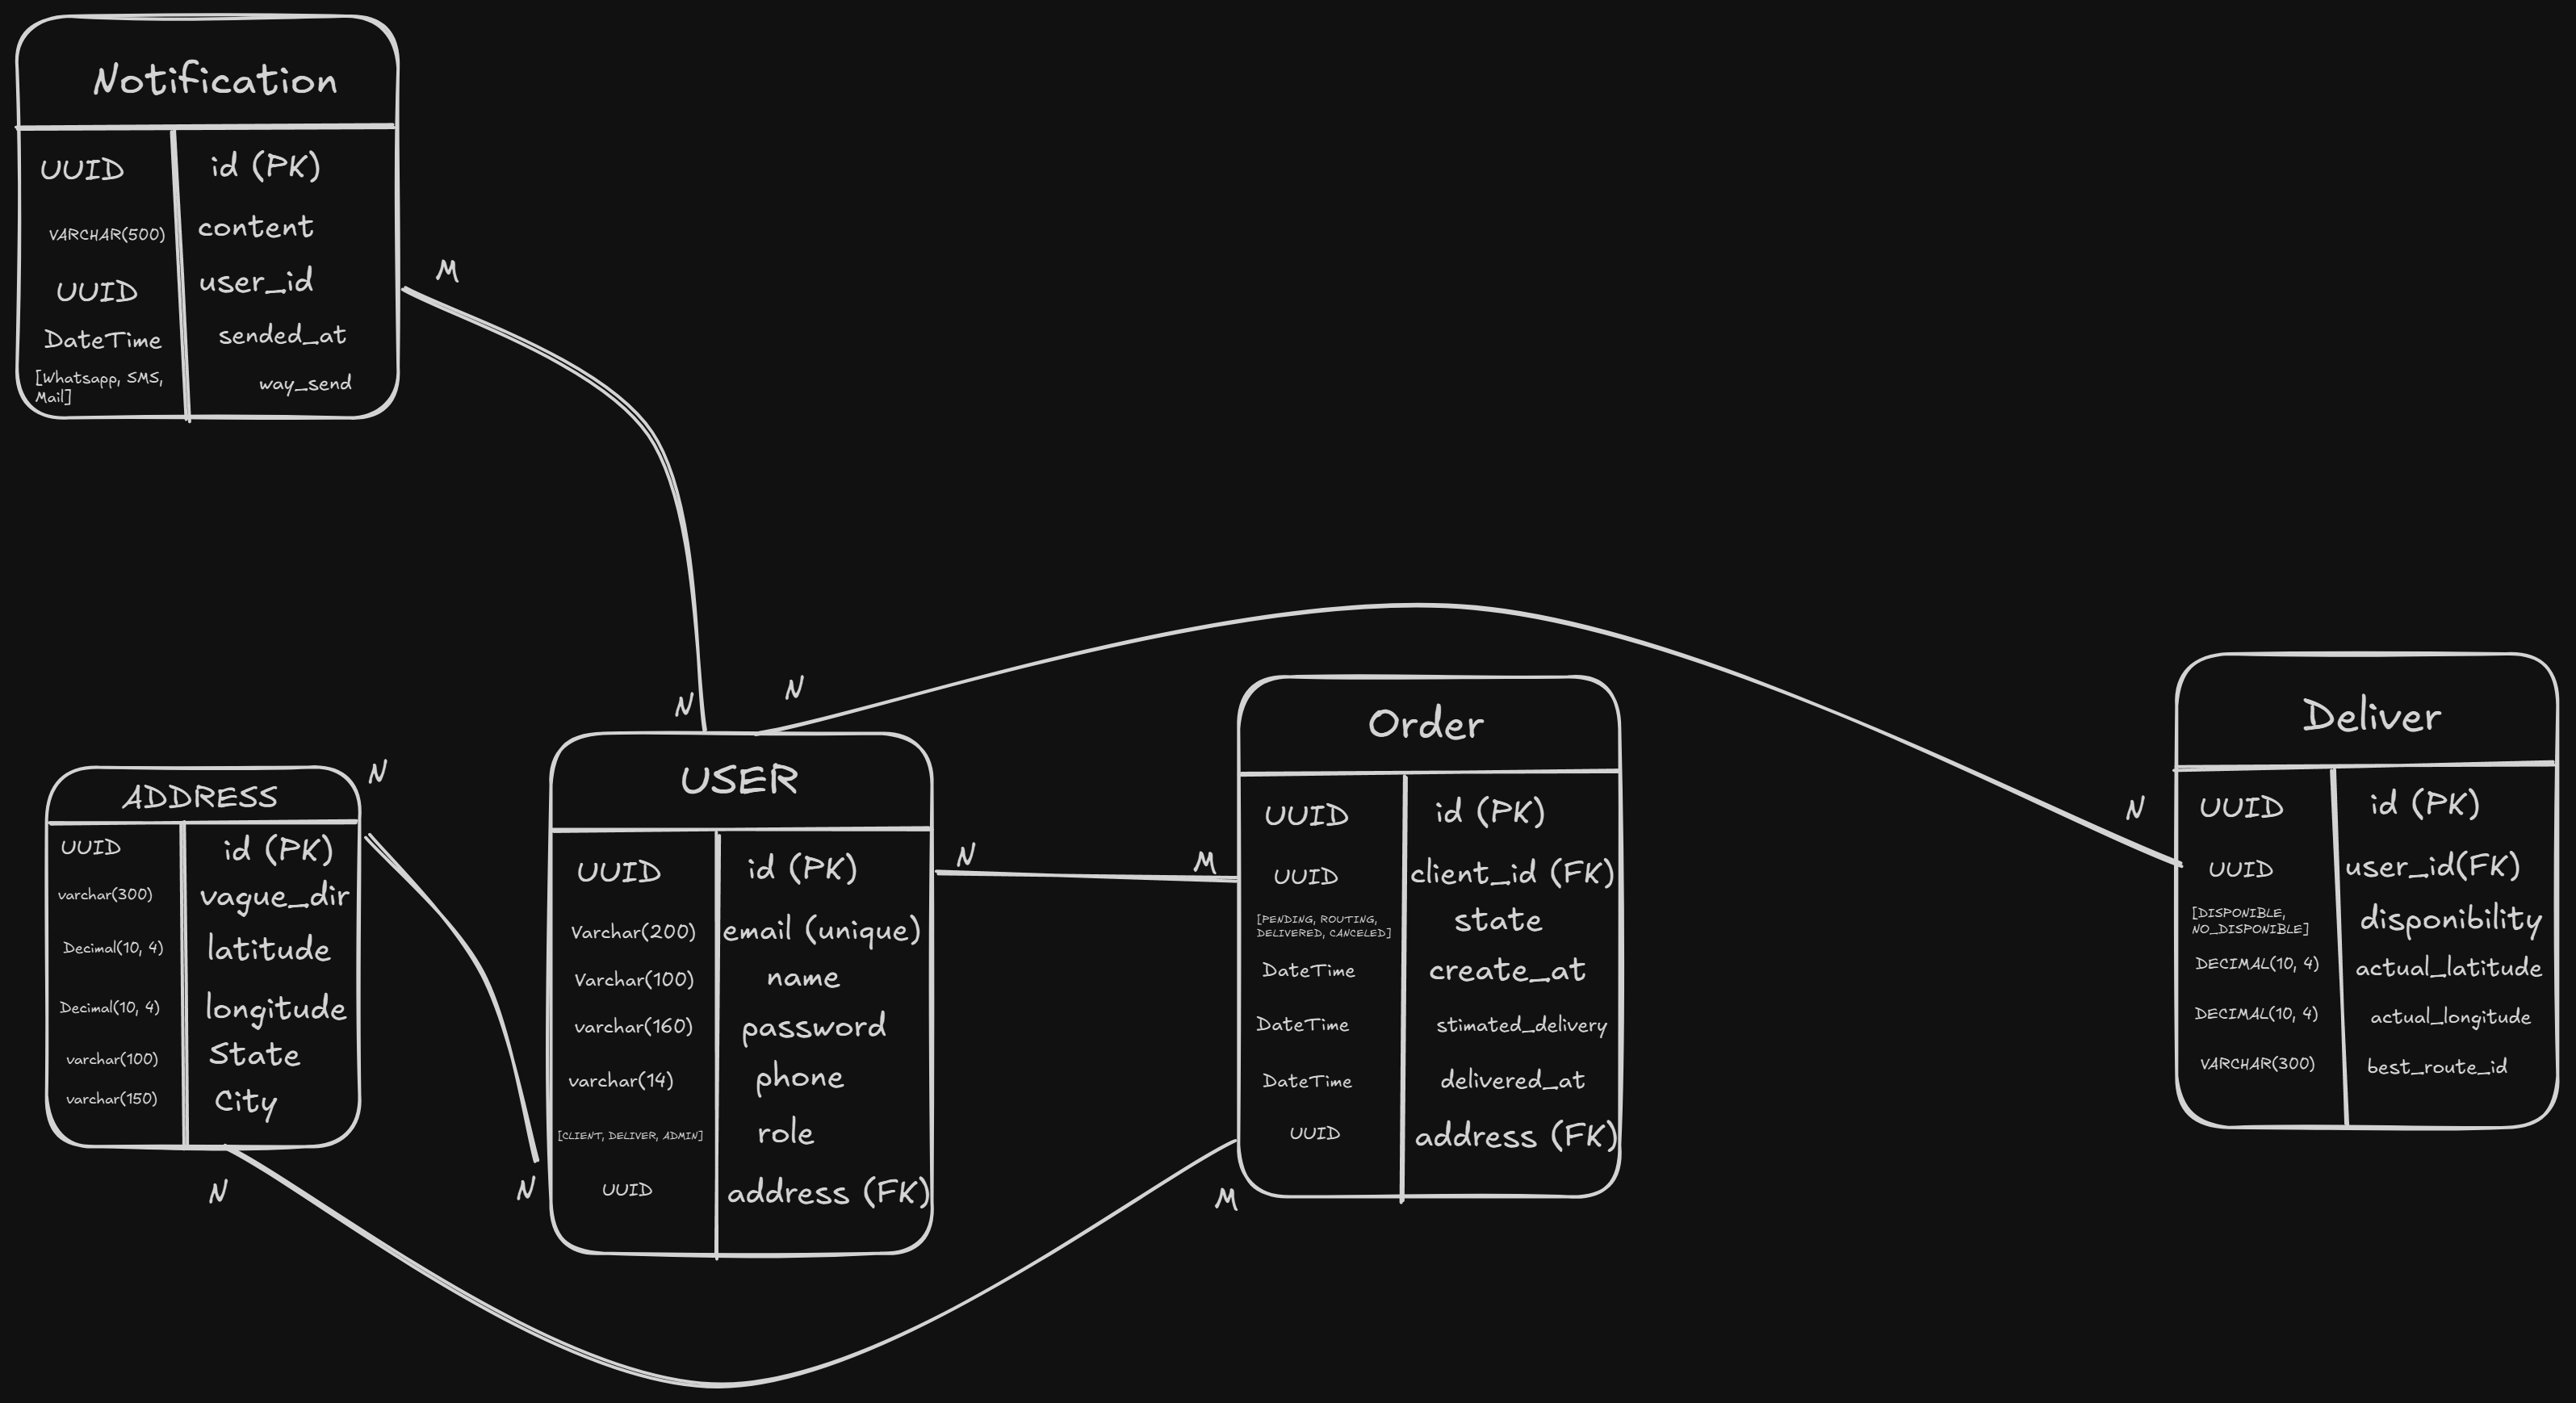 Notification
UUID id (PK)
VARCHAR(500) content
UUID user_id
DateTime sended_at
[Whatsapp, SMS,
Mail]
way_send
M
N
N
N
ADDRESS
UUID id (PK)
varchar(300) vague_dir
Decimal(10, 4) latitude
Decimal(10, 4) longitude
varchar(100) State
varchar(150) City
N
N
N
M
USER
UUID id (PK)
Varchar(200) email (unique)
Varchar(100) name
varchar(160) password
varchar(14) phone
[CLIENT, DELIVER, ADMIN] role
UUID address (FK)
N
M
Order
UUID id (PK)
UUID client_id (FK)
[PENDING, ROUTING,
DELIVERED, CANCELED]
state
DateTime create_at
DateTime stimated_delivery
DateTime delivered_at
UUID address (FK)
Deliver
UUID id (PK)
UUID user_id(FK)
[DISPONIBLE,
NO_DISPONIBLE]
disponibility
DECIMAL(10, 4) actual_latitude
DECIMAL(10, 4) actual_longitude
VARCHAR(300) best_route_id